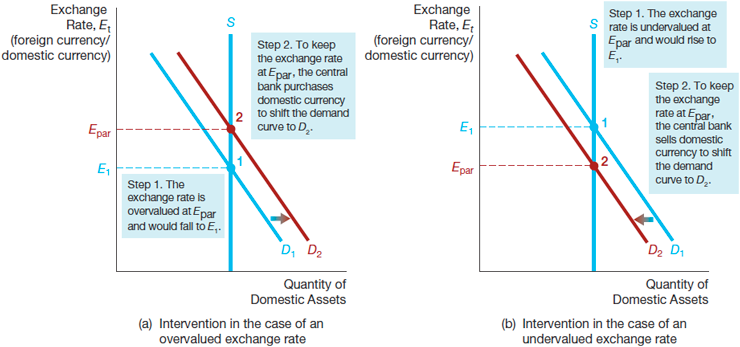 Exchange
Rate, Et
(foreign currency/
domestic currency)
S
Step 2. To keep
the exchange rate
at Epar, the central
bank purchases
domestic currency
to shift the demand
curve to D2.
2
Epar
1
E1
Step 1. The
exchange rate is
overvalued at Epar
and would fall to E1.
D1 D2
Quantity of
Domestic Assets
(a) Intervention in the case of an
overvalued exchange rate
Exchange
Rate, Et
(foreign currency/
domestic currency)
S
Step 1. The exchange
rate is undervalued at
Epar and would rise to
E1.
Step 2. To keep
the exchange
rate at Epar,
the central bank
sells domestic
currency to shift
the demand
curve to D2.
E1
1
Epar
2
D2 D1
Quantity of
Domestic Assets
(b) Intervention in the case of an
undervalued exchange rate